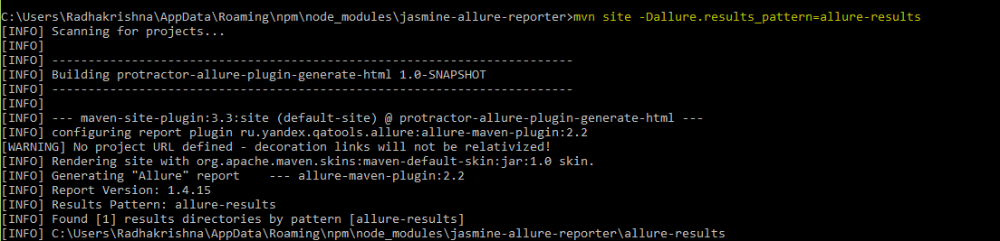 C:\Users\Radhakrishna\AppData\Roaming\npm\node_modules\jasmine-allure-reporter>mvn site -Dallure.results_pattern=allure-results
[INFO] Scanning for projects...
[INFO]
[INFO] ------------------------------------------------------------------------
[INFO] Building protractor-allure-plugin-generate-html 1.0-SNAPSHOT
[INFO] ------------------------------------------------------------------------
[INFO]
[INFO] --- maven-site-plugin:3.3:site (default-site) @ protractor-allure-plugin-generate-html ---
[INFO] configuring report plugin ru.yandex.qatools.allure:allure-maven-plugin:2.2
[WARNING] No project URL defined - decoration links will not be relativized!
[INFO] Rendering site with org.apache.maven.skins:maven-default-skin:jar:1.0 skin.
[INFO] Generating "Allure" report    --- allure-maven-plugin:2.2
[INFO] Report Version: 1.4.15
[INFO] Results Pattern: allure-results
[INFO] Found [1] results directories by pattern [allure-results]
[INFO] C:\Users\Radhakrishna\AppData\Roaming\npm\node_modules\jasmine-allure-reporter\allure-results